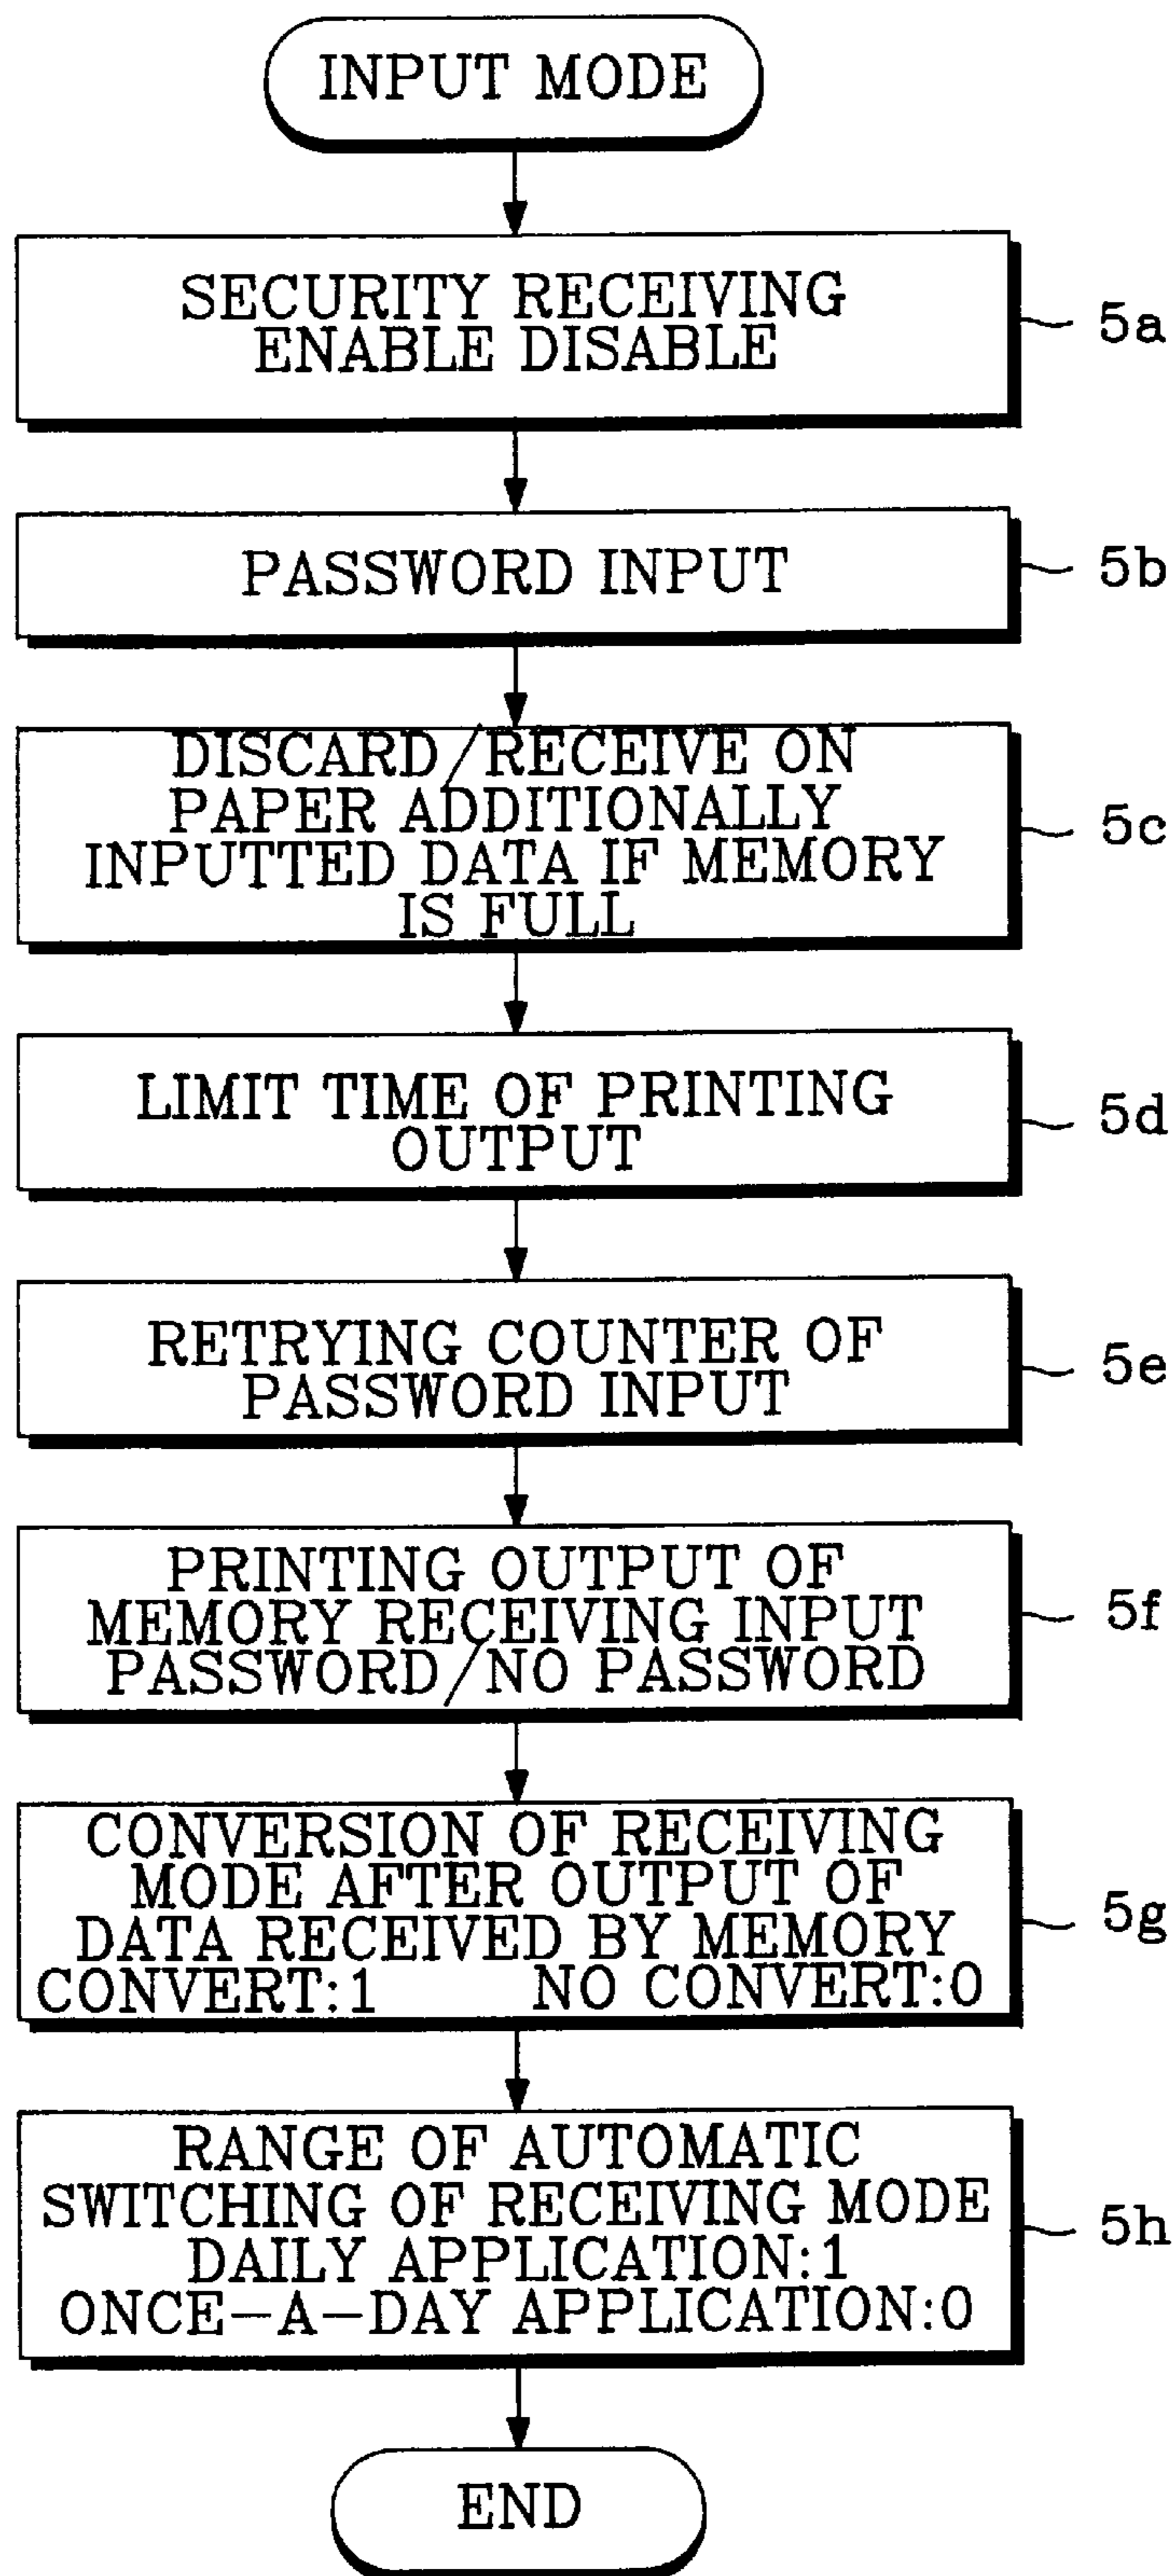 INPUT MODE
SECURITY RECEIVING
ENABLE DISABLE
5a
PASSWORD INPUT
5b
DISCARD/RECEIVE ON
PAPER ADDITIONALLY
INPUTTED DATA IF MEMORY
IS FULL
5c
LIMIT TIME OF PRINTING
OUTPUT
5d
RETRYING COUNTER OF
PASSWORD INPUT
5e
PRINTING OUTPUT OF
MEMORY RECEIVING INPUT
PASSWORD/NO PASSWORD
5f
CONVERSION OF RECEIVING
MODE AFTER OUTPUT OF
DATA RECEIVED BY MEMORY
CONVERT:1 NO CONVERT:0
5g
RANGE OF AUTOMATIC
SWITCHING OF RECEIVING MODE
DAILY APPLICATION:1
ONCE-A-DAY APPLICATION:0
5h
END